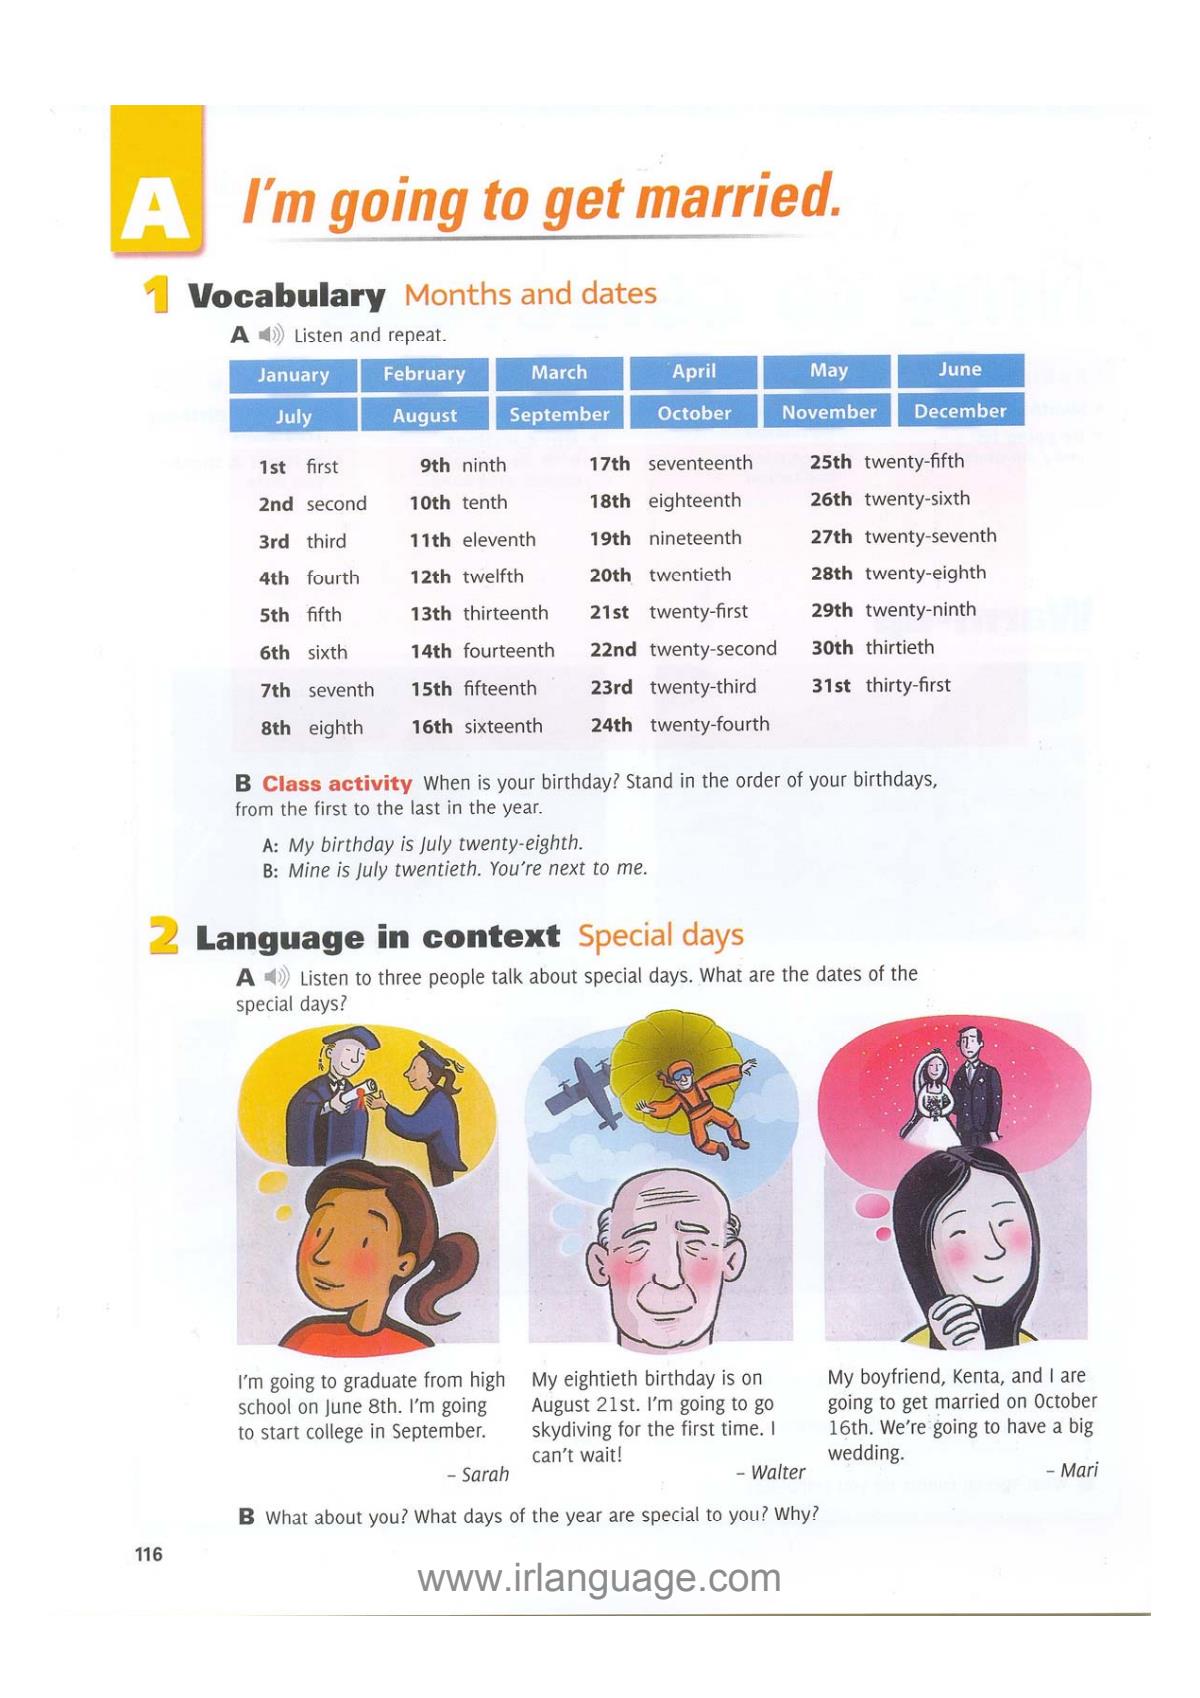 A
I'm going to get married.
1 Vocabulary Months and dates
A Listen and repeat.
January February March April May June
July August September October November December
1st first 9th ninth 17th seventeenth 25th twenty-fifth
2nd second 10th tenth 18th eighteenth 26th twenty-sixth
3rd third 11th eleventh 19th nineteenth 27th twenty-seventh
4th fourth 12th twelfth 20th twentieth 28th twenty-eighth
5th fifth 13th thirteenth 21st twenty-first 29th twenty-ninth
6th sixth 14th fourteenth 22nd twenty-second 30th thirtieth
7th seventh 15th fifteenth 23rd twenty-third 31st thirty-first
8th eighth 16th sixteenth 24th twenty-fourth
B Class activity When is your birthday? Stand in the order of your birthdays,
from the first to the last in the year.
A: My birthday is July twenty-eighth.
B: Mine is July twentieth. You're next to me.
2 Language in context Special days
A Listen to three people talk about special days. What are the dates of the
special days?
I'm going to graduate from high
school on June 8th. I'm going
to start college in September.
– Sarah
My eightieth birthday is on
August 21st. I'm going to go
skydiving for the first time. I
can't wait!
– Walter
My boyfriend, Kenta, and I are
going to get married on October
16th. We're going to have a big
wedding.
– Mari
B What about you? What days of the year are special to you? Why?
116
www.irlanguage.com